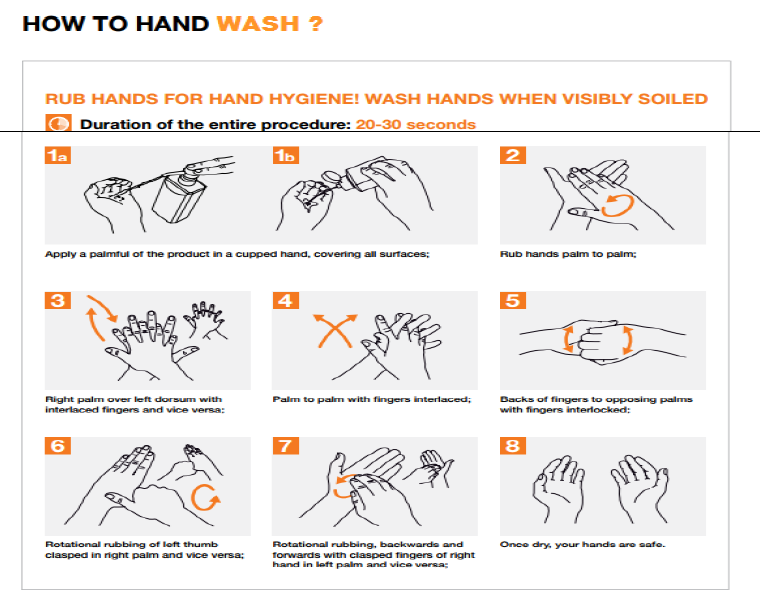 HOW TO HAND WASH ?
RUB HANDS FOR HAND HYGIENE! WASH HANDS WHEN VISIBLY SOILED
Duration of the entire procedure: 20-30 seconds
1a
1b
2
Apply a palmful of the product in a cupped hand, covering all surfaces;
Rub hands palm to palm;
3
4
5
Right palm over left dorsum with
interlaced fingers and vice versa;
Palm to palm with fingers interlaced;
Backs of fingers to opposing palms
with fingers interlocked;
6
7
8
Rotational rubbing of left thumb
clasped in right palm and vice versa;
Rotational rubbing, backwards and
forwards with clasped fingers of right
hand in left palm and vice versa;
Once dry, your hands are safe.